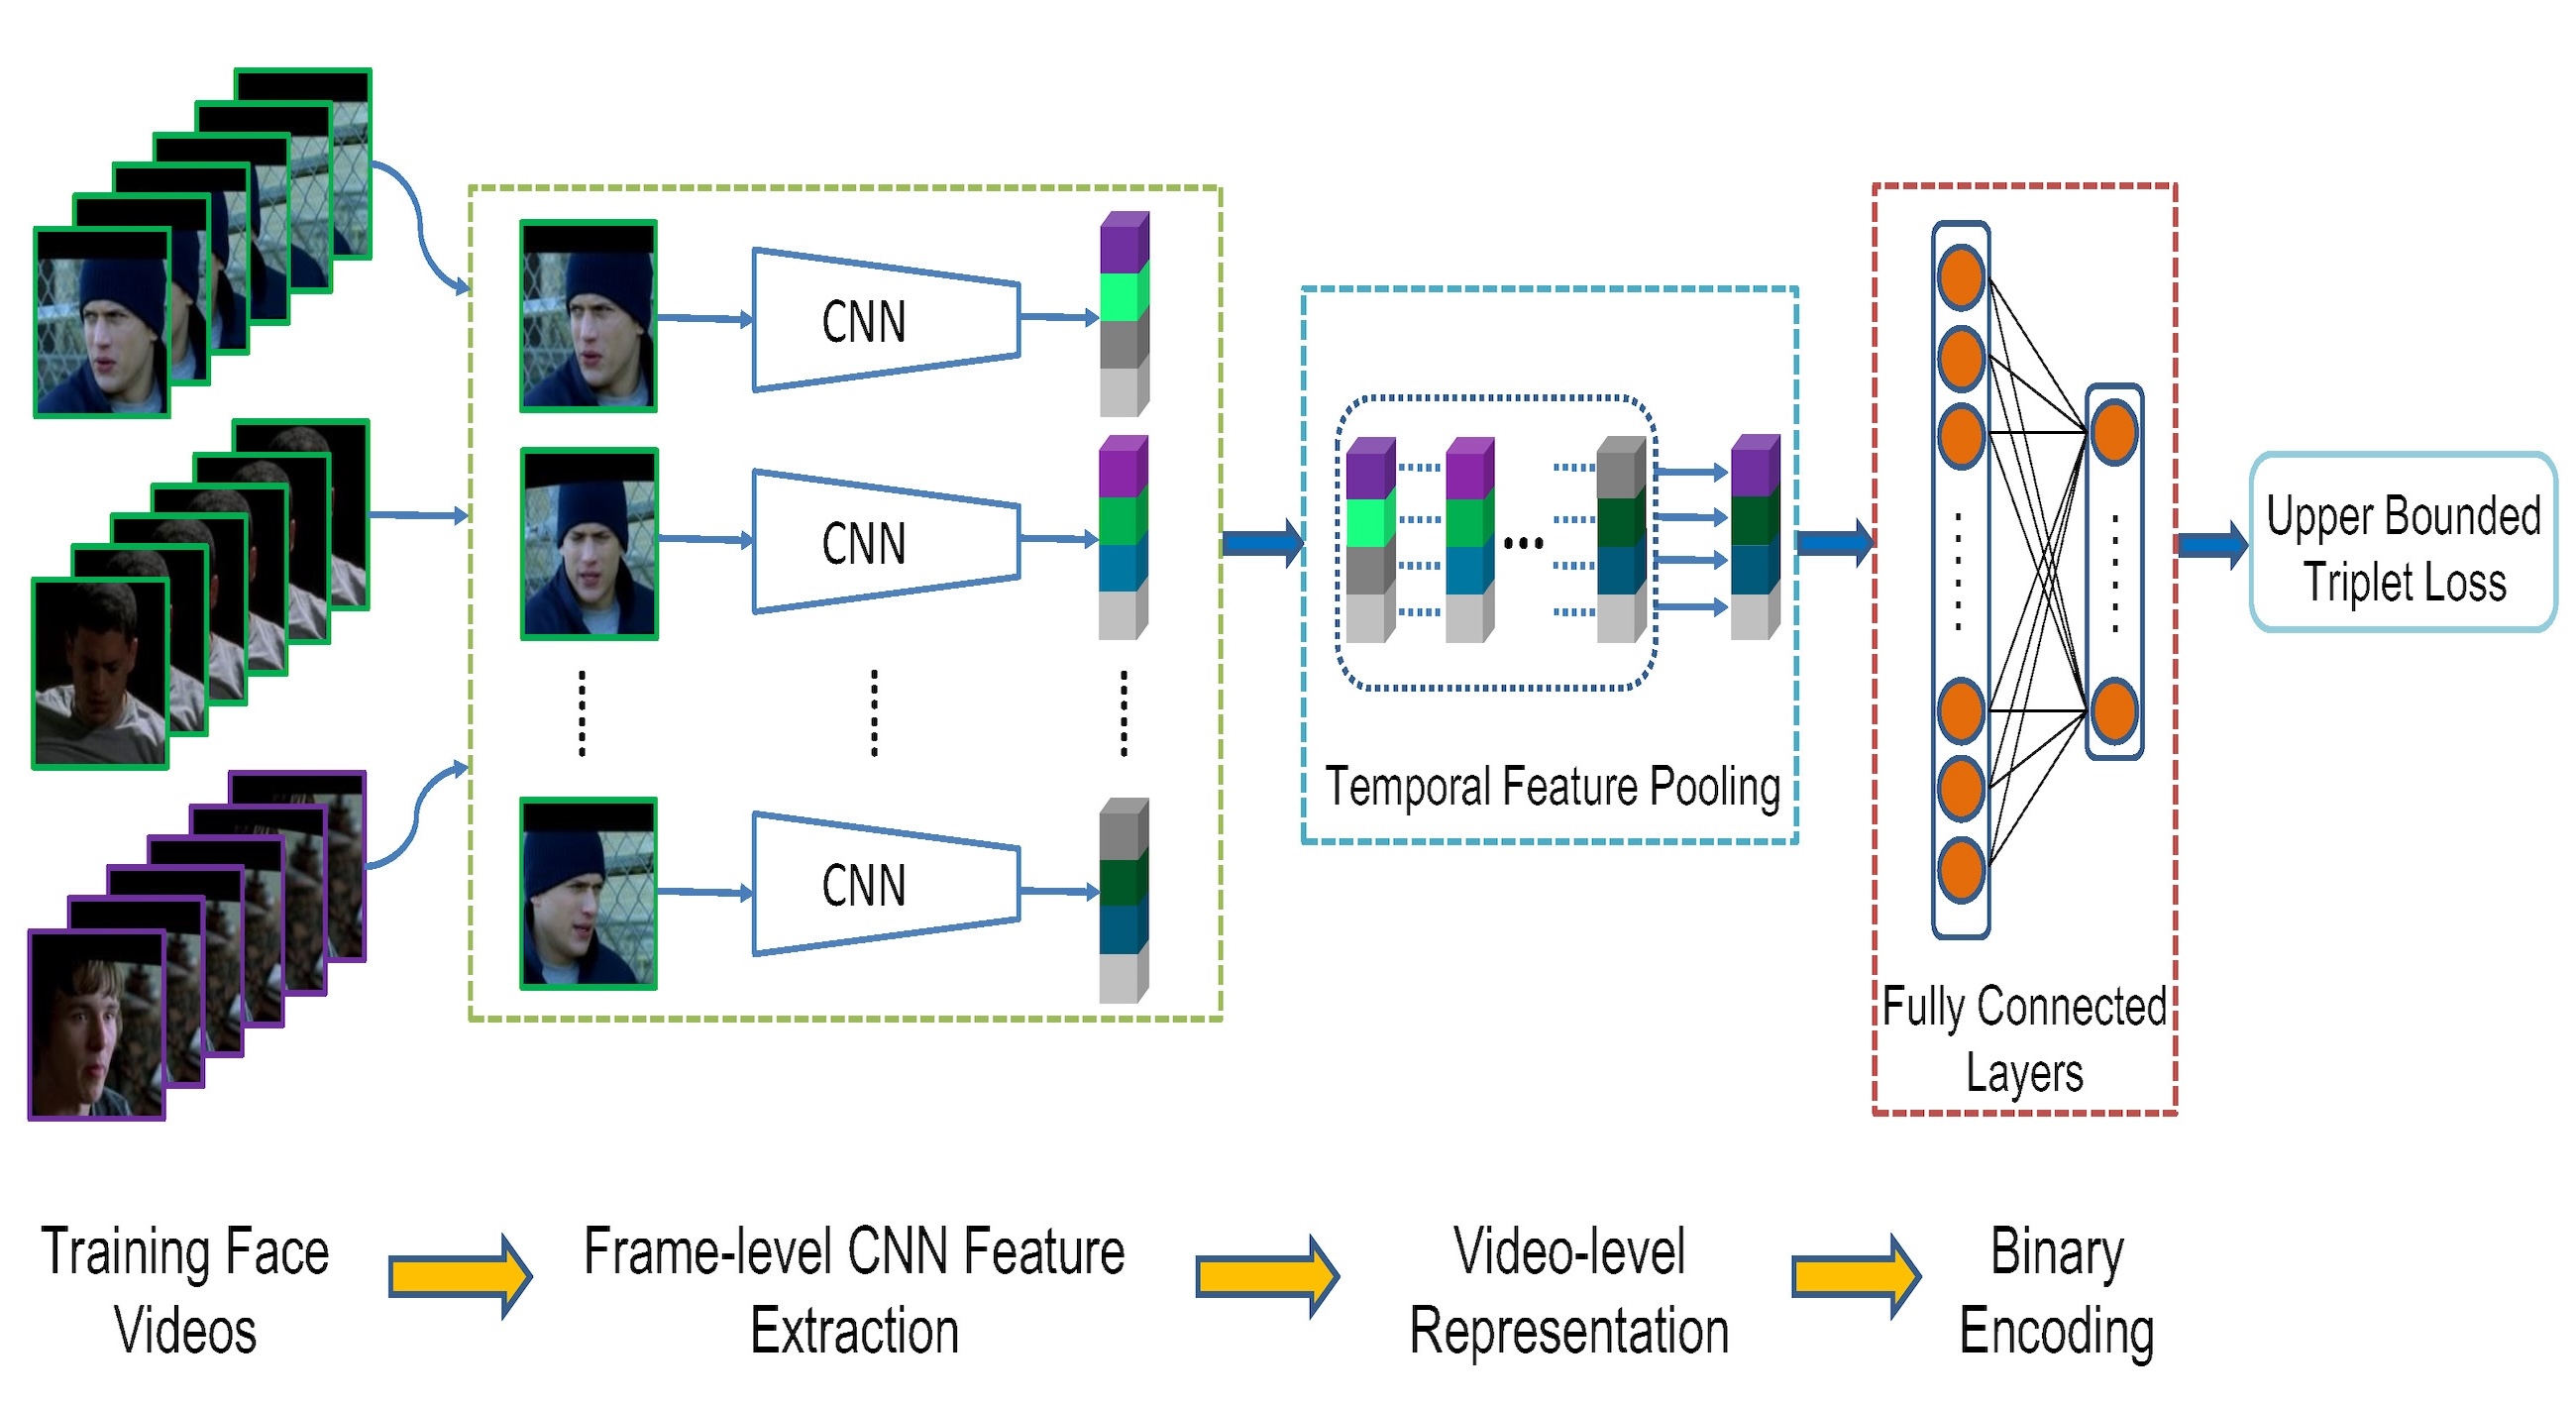 CNN
CNN
CNN
Temporal Feature Pooling
Fully Connected
Layers
Upper Bounded
Triplet Loss
Training Face
Videos
Frame-level CNN Feature
Extraction
Video-level
Representation
Binary
Encoding